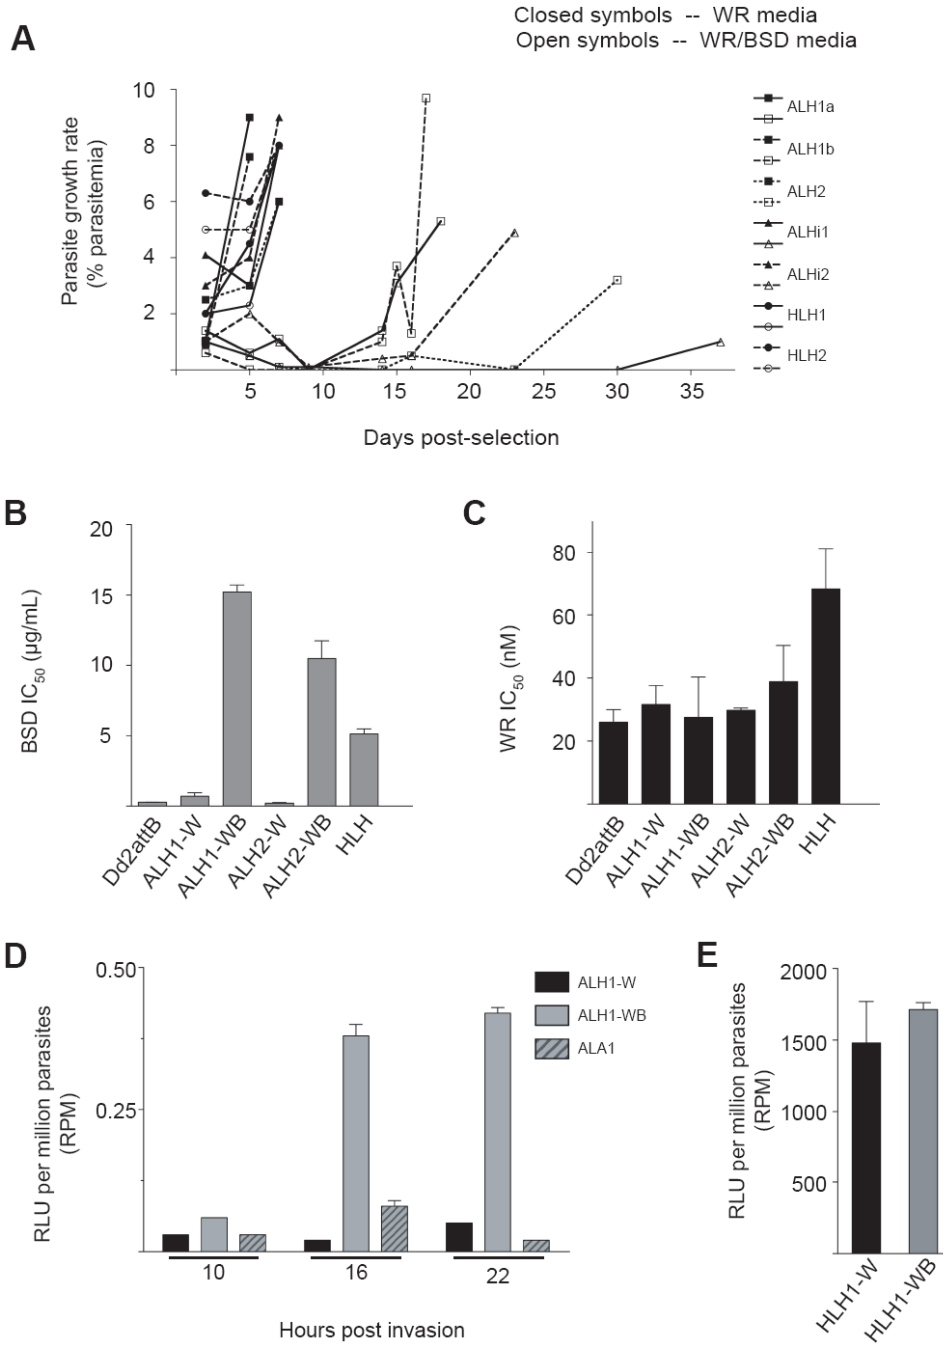 Closed symbols -- WR media
Open symbols -- WR/BSD media
A
Parasite growth rate
(% parasitemia)
10
8
6
4
2
5
10
15
20
25
30
35
Days post-selection
ALH1a
ALH1b
ALH2
ALHi1
ALHi2
HLH1
HLH2
B
BSD IC50 (µg/mL)
20
15
10
5
Dd2attB
ALH1-W
ALH1-WB
ALH2-W
ALH2-WB
HLH
C
WR IC50 (nM)
80
60
40
20
Dd2attB
ALH1-W
ALH1-WB
ALH2-W
ALH2-WB
HLH
D
RLU per million parasites
(RPM)
0.50
0.25
ALH1-W
ALH1-WB
ALA1
10
16
22
Hours post invasion
E
RLU per million parasites
(RPM)
2000
1500
1000
500
HLH1-W
HLH1-WB